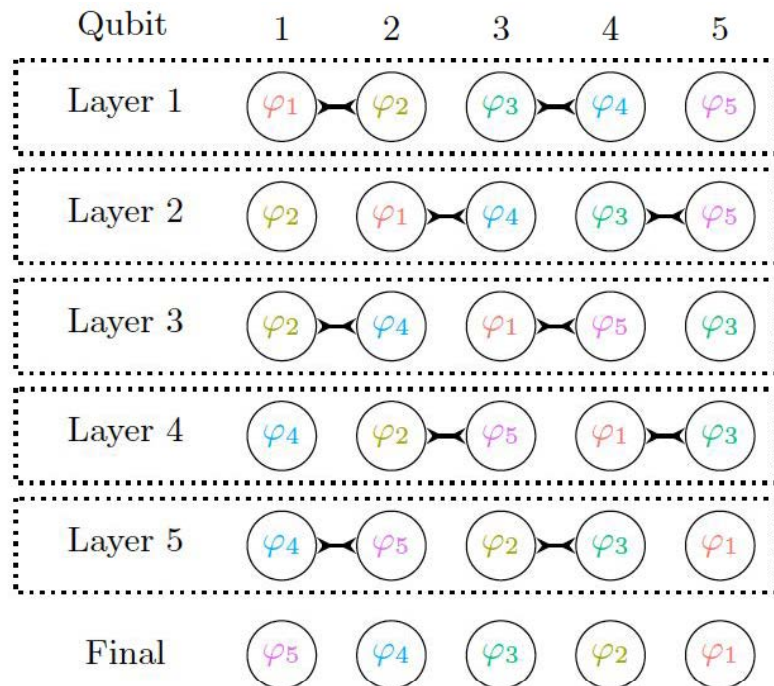 Qubit 1 2 3 4 5
Layer 1 φ1 φ2 φ3 φ4 φ5
Layer 2 φ2 φ1 φ4 φ3 φ5
Layer 3 φ2 φ4 φ1 φ5 φ3
Layer 4 φ4 φ2 φ5 φ1 φ3
Layer 5 φ4 φ5 φ2 φ3 φ1
Final φ5 φ4 φ3 φ2 φ1